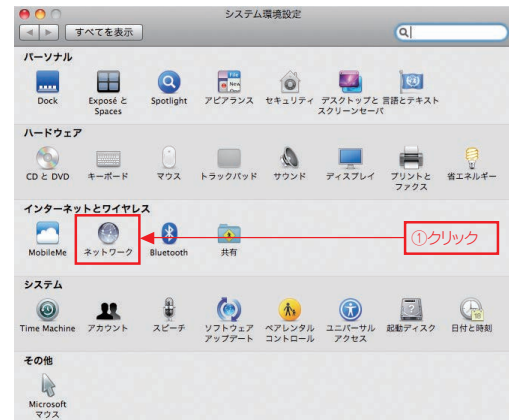 システム環境設定
すべてを表示
パーソナル
Dock
Exposé と
Spaces
Spotlight
アピアランス
セキュリティ
デスクトップと
スクリーンセーバ
言語とテキスト
ハードウェア
CD と DVD
キーボード
マウス
トラックパッド
サウンド
ディスプレイ
プリントと
ファクス
省エネルギー
インターネットとワイヤレス
MobileMe
ネットワーク
Bluetooth
共有
①クリック
システム
Time Machine
アカウント
スピーチ
ソフトウェア
アップデート
ペアレンタル
コントロール
ユニバーサル
アクセス
起動ディスク
日付と時刻
その他
Microsoft
マウス